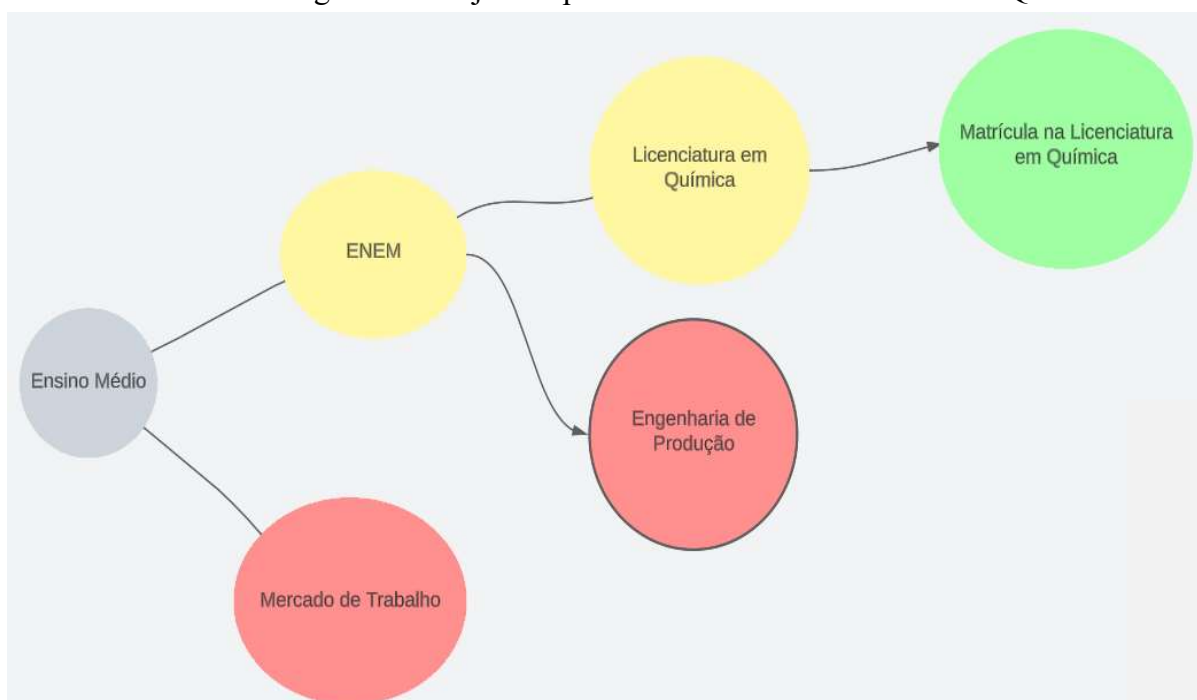 Licenciatura em
Química
Matrícula na Licenciatura
em Química
ENEM
Ensino Médio
Engenharia de
Produção
Mercado de Trabalho